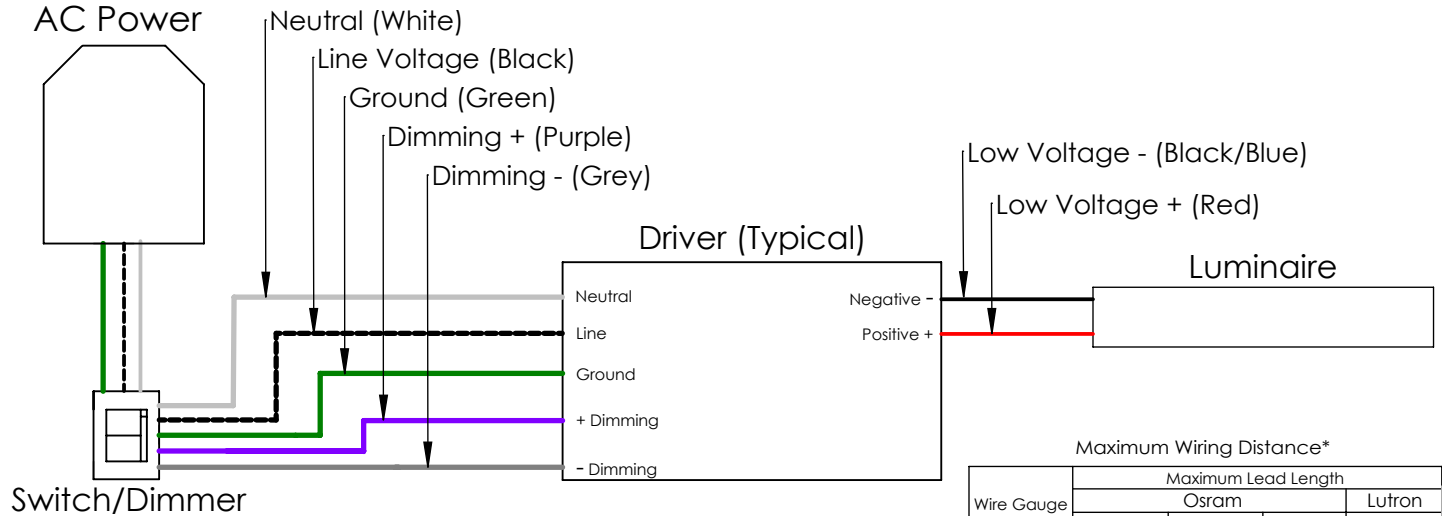 AC Power
Neutral (White)
Line Voltage (Black)
Ground (Green)
Dimming + (Purple)
Dimming - (Grey)
Low Voltage - (Black/Blue)
Low Voltage + (Red)
Driver (Typical)
Luminaire
Neutral
Negative -
Line
Positive +
Ground
+ Dimming
- Dimming
Switch/Dimmer
Maximum Wiring Distance*
Maximum Lead Length
Wire Gauge
Osram
Lutron